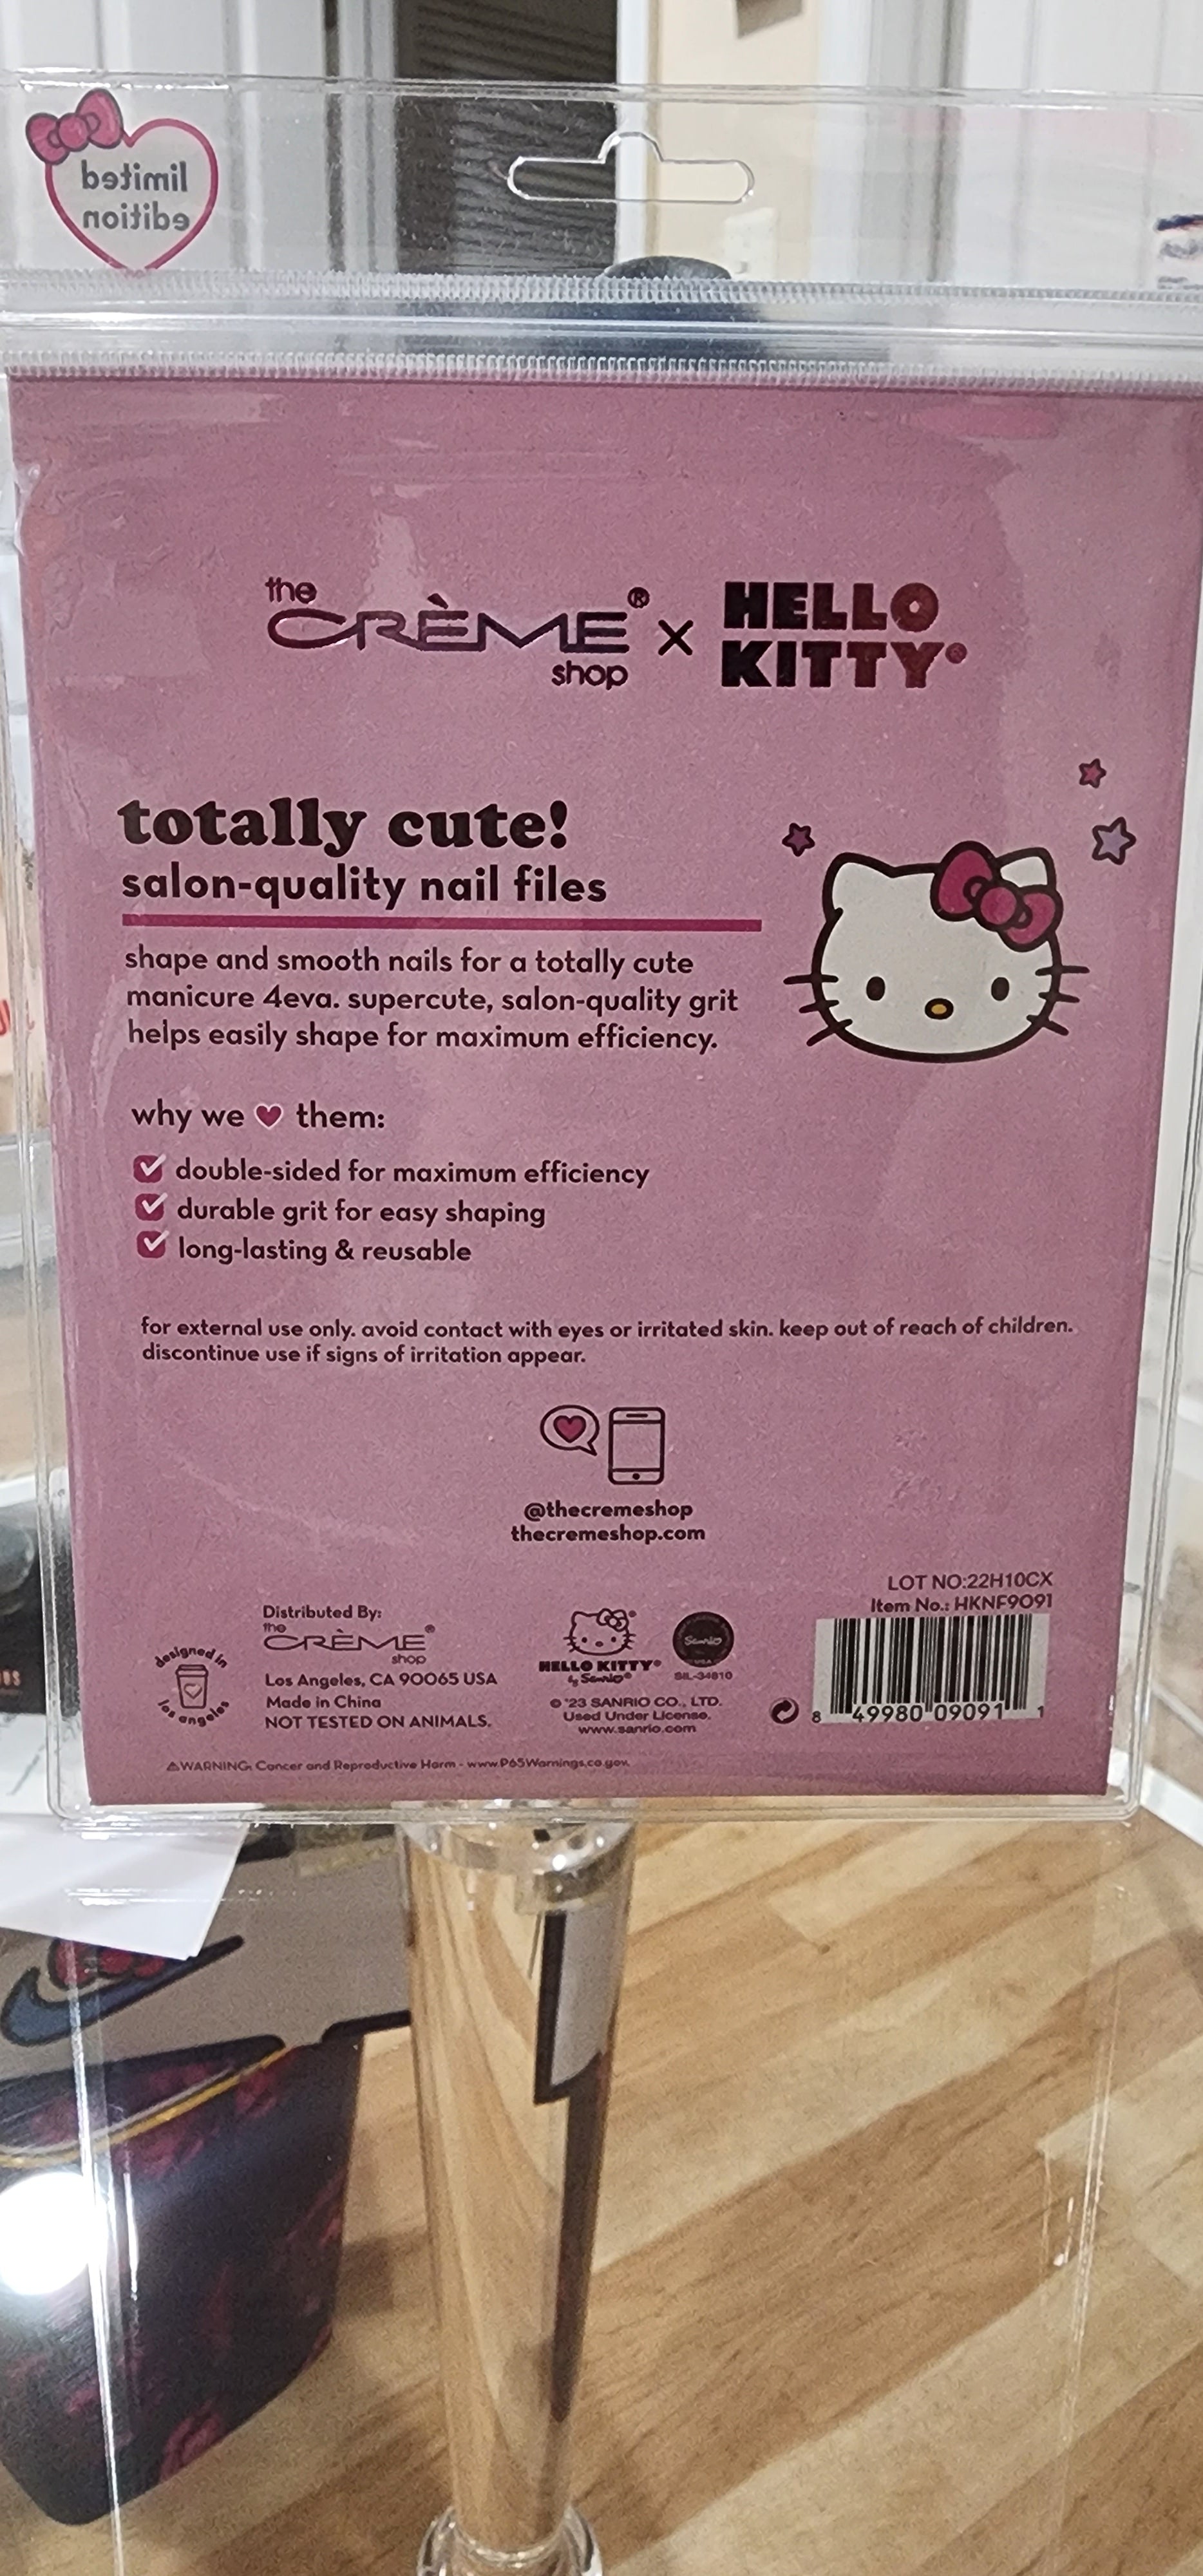 limited
edition
the
CRÈME®
shop
x
HELLO
KITTY®
totally cute!
salon-quality nail files
shape and smooth nails for a totally cute
manicure 4eva. supercute, salon-quality grit
helps easily shape for maximum efficiency.
why we ♥ them:
double-sided for maximum efficiency
durable grit for easy shaping
long-lasting & reusable
for external use only. avoid contact with eyes or irritated skin. keep out of reach of children.
discontinue use if signs of irritation appear.
@thecremeshop
thecremeshop.com
LOT NO:22H10CX
Item No.: HKNF9091
designed in
los angeles
Distributed By:
the
CRÈME®
shop
Los Angeles, CA 90065 USA
Made in China
NOT TESTED ON ANIMALS.
HELLO KITTY®
by Sanrio®
Sanrio
SIL-34810
© '23 SANRIO CO., LTD.
Used Under License.
www.sanrio.com
8 49980 09091 1
⚠WARNING: Cancer and Reproductive Harm - www.P65Warnings.ca.gov.